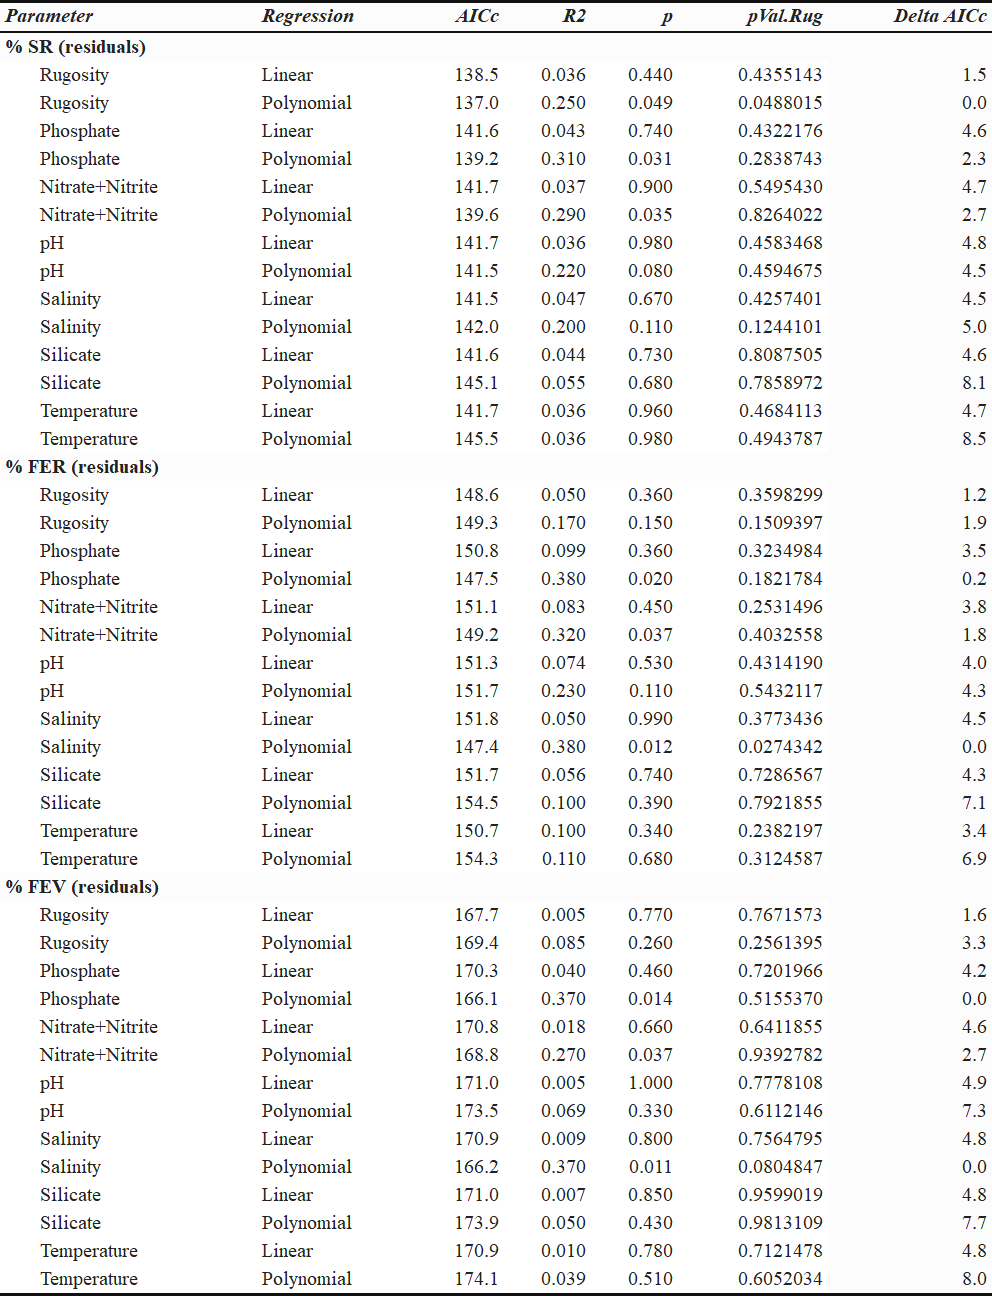 Parameter Regression AICc R2 p pVal.Rug Delta AICc
% SR (residuals)
Rugosity Linear 138.5 0.036 0.440 0.4355143 1.5
Rugosity Polynomial 137.0 0.250 0.049 0.0488015 0.0
Phosphate Linear 141.6 0.043 0.740 0.4322176 4.6
Phosphate Polynomial 139.2 0.310 0.031 0.2838743 2.3
Nitrate+Nitrite Linear 141.7 0.037 0.900 0.5495430 4.7
Nitrate+Nitrite Polynomial 139.6 0.290 0.035 0.8264022 2.7
pH Linear 141.7 0.036 0.980 0.4583468 4.8
pH Polynomial 141.5 0.220 0.080 0.4594675 4.5
Salinity Linear 141.5 0.047 0.670 0.4257401 4.5
Salinity Polynomial 142.0 0.200 0.110 0.1244101 5.0
Silicate Linear 141.6 0.044 0.730 0.8087505 4.6
Silicate Polynomial 145.1 0.055 0.680 0.7858972 8.1
Temperature Linear 141.7 0.036 0.960 0.4684113 4.7
Temperature Polynomial 145.5 0.036 0.980 0.4943787 8.5
% FER (residuals)
Rugosity Linear 148.6 0.050 0.360 0.3598299 1.2
Rugosity Polynomial 149.3 0.170 0.150 0.1509397 1.9
Phosphate Linear 150.8 0.099 0.360 0.3234984 3.5
Phosphate Polynomial 147.5 0.380 0.020 0.1821784 0.2
Nitrate+Nitrite Linear 151.1 0.083 0.450 0.2531496 3.8
Nitrate+Nitrite Polynomial 149.2 0.320 0.037 0.4032558 1.8
pH Linear 151.3 0.074 0.530 0.4314190 4.0
pH Polynomial 151.7 0.230 0.110 0.5432117 4.3
Salinity Linear 151.8 0.050 0.990 0.3773436 4.5
Salinity Polynomial 147.4 0.380 0.012 0.0274342 0.0
Silicate Linear 151.7 0.056 0.740 0.7286567 4.3
Silicate Polynomial 154.5 0.100 0.390 0.7921855 7.1
Temperature Linear 150.7 0.100 0.340 0.2382197 3.4
Temperature Polynomial 154.3 0.110 0.680 0.3124587 6.9
% FEV (residuals)
Rugosity Linear 167.7 0.005 0.770 0.7671573 1.6
Rugosity Polynomial 169.4 0.085 0.260 0.2561395 3.3
Phosphate Linear 170.3 0.040 0.460 0.7201966 4.2
Phosphate Polynomial 166.1 0.370 0.014 0.5155370 0.0
Nitrate+Nitrite Linear 170.8 0.018 0.660 0.6411855 4.6
Nitrate+Nitrite Polynomial 168.8 0.270 0.037 0.9392782 2.7
pH Linear 171.0 0.005 1.000 0.7778108 4.9
pH Polynomial 173.5 0.069 0.330 0.6112146 7.3
Salinity Linear 170.9 0.009 0.800 0.7564795 4.8
Salinity Polynomial 166.2 0.370 0.011 0.0804847 0.0
Silicate Linear 171.0 0.007 0.850 0.9599019 4.8
Silicate Polynomial 173.9 0.050 0.430 0.9813109 7.7
Temperature Linear 170.9 0.010 0.780 0.7121478 4.8
Temperature Polynomial 174.1 0.039 0.510 0.6052034 8.0